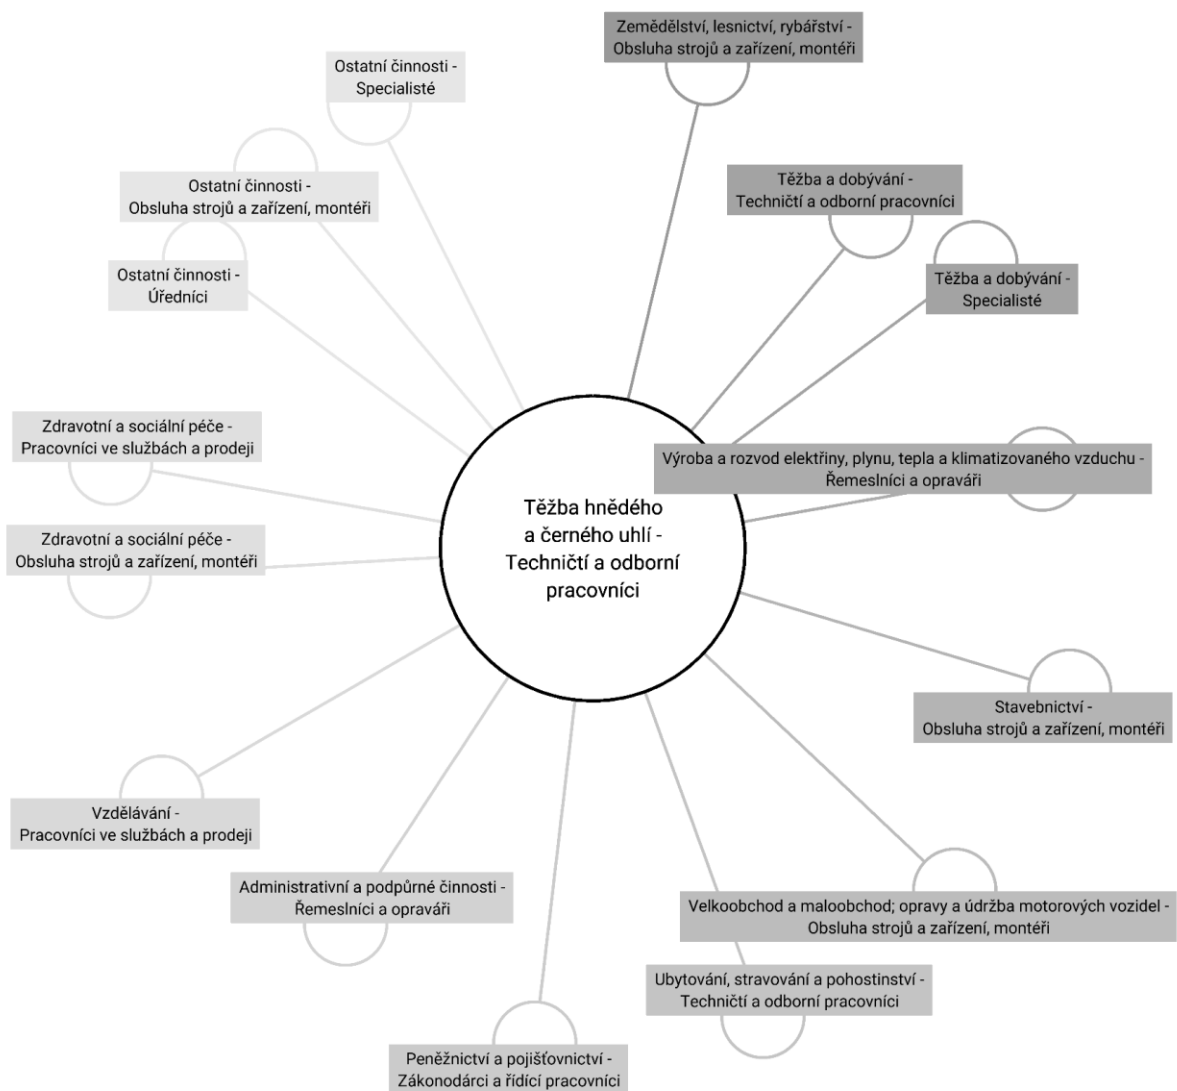 Zemědělství, lesnictví, rybářství -
Obsluha strojů a zařízení, montéři
Ostatní činnosti -
Specialisté
Těžba a dobývání -
Techničtí a odborní pracovníci
Ostatní činnosti -
Obsluha strojů a zařízení, montéři
Ostatní činnosti -
Úředníci
Těžba a dobývání -
Specialisté
Zdravotní a sociální péče -
Pracovníci ve službách a prodeji
Výroba a rozvod elektřiny, plynu, tepla a klimatizovaného vzduchu -
Řemeslníci a opraváři
Těžba hnědého
a černého uhlí -
Techničtí a odborní
pracovníci
Zdravotní a sociální péče -
Obsluha strojů a zařízení, montéři
Stavebnictví -
Obsluha strojů a zařízení, montéři
Vzdělávání -
Pracovníci ve službách a prodeji
Administrativní a podpůrné činnosti -
Řemeslníci a opraváři
Velkoobchod a maloobchod; opravy a údržba motorových vozidel -
Obsluha strojů a zařízení, montéři
Ubytování, stravování a pohostinství -
Techničtí a odborní pracovníci
Peněžnictví a pojišťovnictví -
Zákonodárci a řídící pracovníci